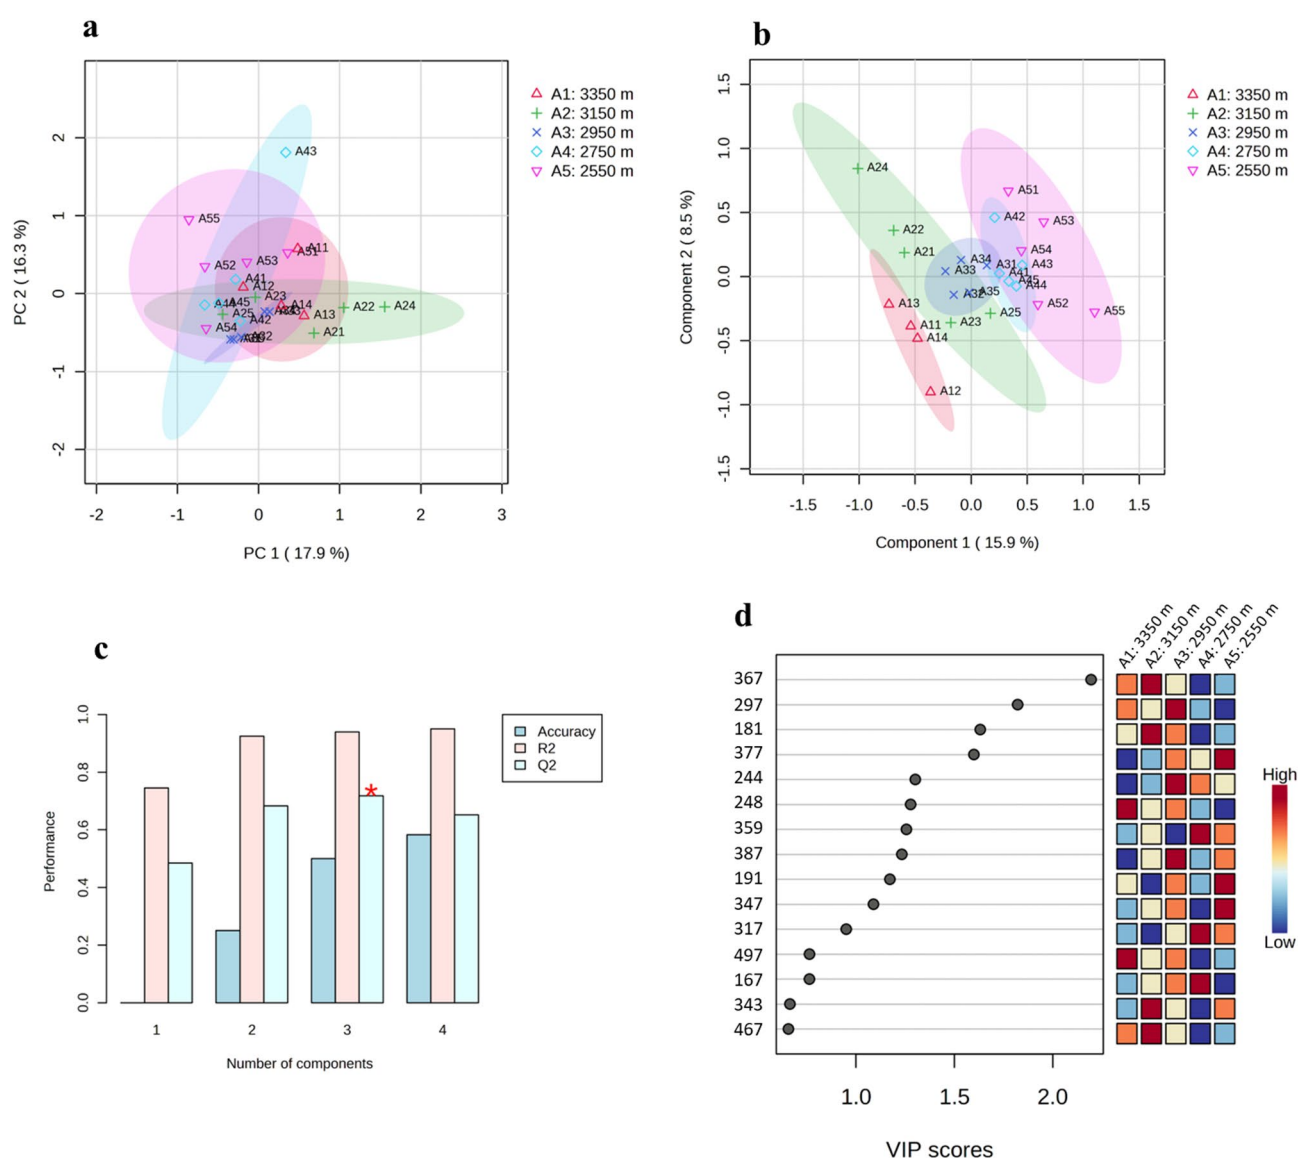 a
A1: 3350 m
A2: 3150 m
A3: 2950 m
A4: 2750 m
A5: 2550 m
PC 2 ( 16.3 %)
2
1
0
-1
-2
A43
A55
A11
A51
A52
A53
A41
A12
A23
A45
A14
A22
A24
A25
A13
A42
A54
A21
-2 -1 0 1 2 3
PC 1 ( 17.9 %)
b
A1: 3350 m
A2: 3150 m
A3: 2950 m
A4: 2750 m
A5: 2550 m
Component 2 ( 8.5 %)
1.5
1.0
0.5
0.0
-0.5
-1.0
-1.5
A24
A51
A42
A53
A22
A21
A54
A34
A31
A43
A33
A41
A45
A44
A32
A35
A13
A52
A25
A55
A11
A23
A14
A12
-1.5 -1.0 -0.5 0.0 0.5 1.0 1.5
Component 1 ( 15.9 %)
c
Performance
1.0
0.8
0.6
0.4
0.2
0.0
*
Accuracy
R2
Q2
1 2 3 4
Number of components
d
A1: 3350 m
A2: 3150 m
A3: 2950 m
A4: 2750 m
A5: 2550 m
367
297
181
377
244
248
359
387
191
347
317
497
167
343
467
High
Low
1.0 1.5 2.0
VIP scores